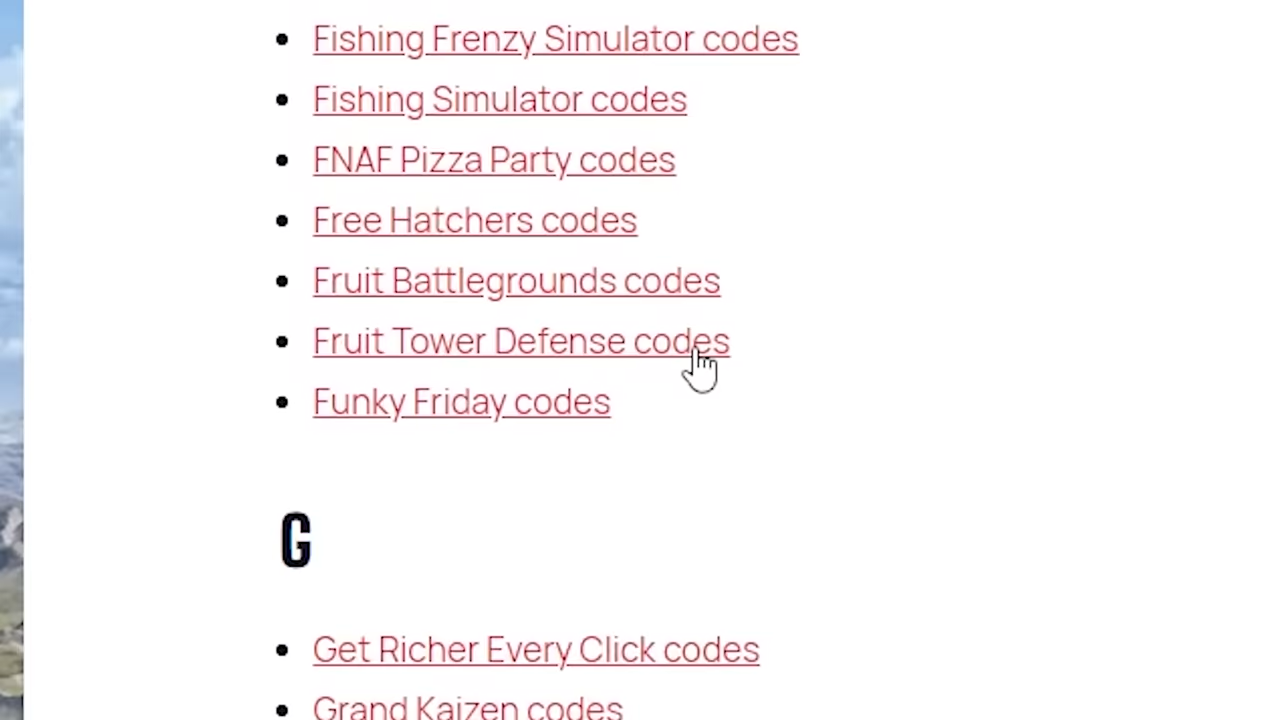 Fishing Frenzy Simulator codes
Fishing Simulator codes
FNAF Pizza Party codes
Free Hatchers codes
Fruit Battlegrounds codes
Fruit Tower Defense codes
Funky Friday codes
G
Get Richer Every Click codes
Grand Kaizen codes